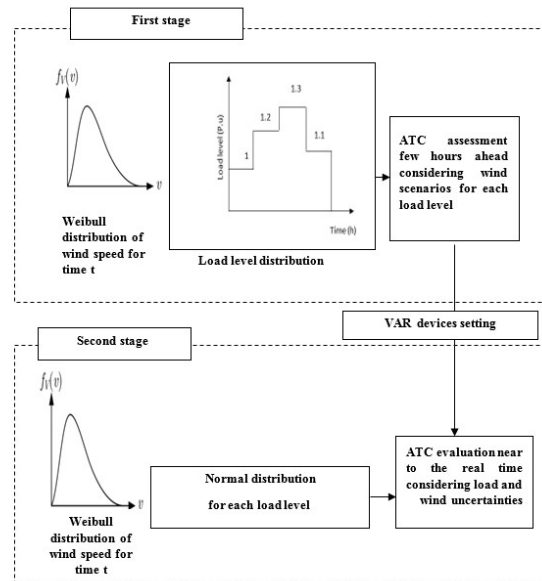 First stage
fV(v)
v
Weibull
distribution of
wind speed for
time t
Load level (P.u)
1
1.2
1.3
1.1
Time (h)
Load level distribution
ATC assessment
few hours ahead
considering wind
scenarios for each
load level
VAR devices setting
Second stage
fV(v)
v
Weibull
distribution of
wind speed for
time t
Normal distribution
for each load level
ATC evaluation near
to the real time
considering load and
wind uncertainties